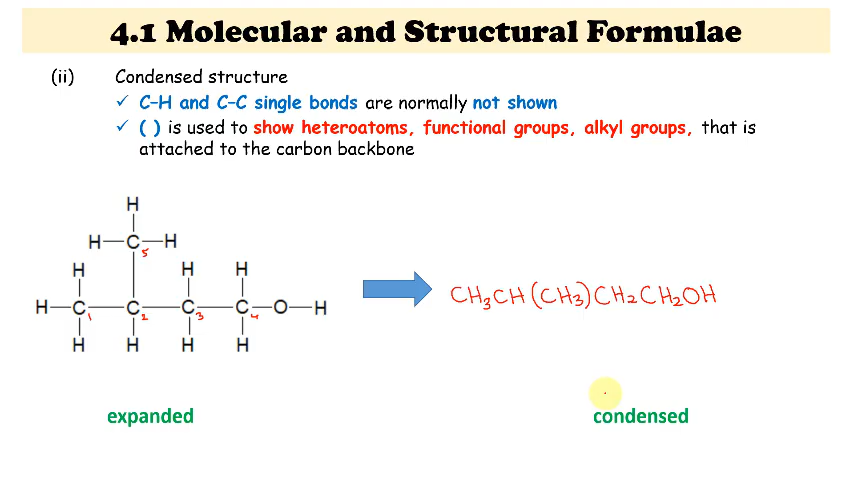 4.1 Molecular and Structural Formulae
(ii) Condensed structure
✓ C–H and C–C single bonds are normally not shown
✓ ( ) is used to show heteroatoms, functional groups, alkyl groups, that is
attached to the carbon backbone
H
H—C—H
5
H H H
H—C—C—C—C—O—H
1 2 3 4
H H H H
CH₃CH(CH₃)CH₂CH₂OH
expanded
condensed